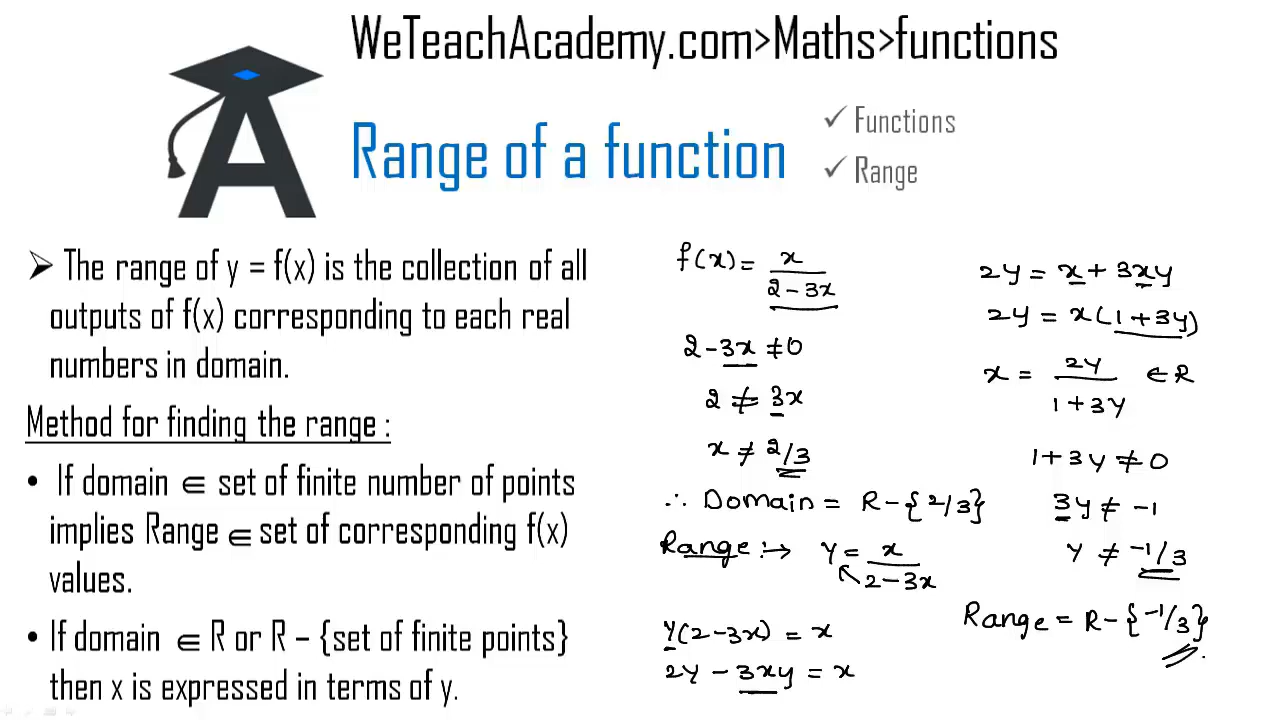 WeTeachAcademy.com>Maths>functions
Range of a function
✓ Functions
✓ Range
➢ The range of y = f(x) is the collection of all
outputs of f(x) corresponding to each real
numbers in domain.
Method for finding the range :
• If domain ∈ set of finite number of points
implies Range ∈ set of corresponding f(x)
values.
• If domain ∈ R or R – {set of finite points}
then x is expressed in terms of y.
f(x) = x / (2 - 3x)
2 - 3x ≠ 0
2 ≠ 3x
x ≠ 2/3
∴ Domain = R - {2/3}
Range :→ y = x / (2 - 3x)
y(2 - 3x) = x
2y - 3xy = x
2y = x + 3xy
2y = x(1 + 3y)
x = 2y / (1 + 3y) ∈ R
1 + 3y ≠ 0
3y ≠ -1
y ≠ -1/3
Range = R - {-1/3}